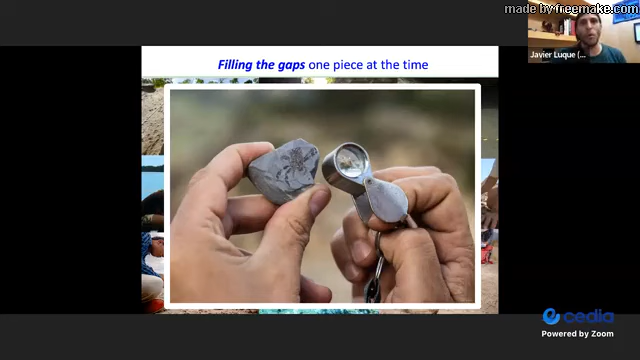 made by freemake.com
Javier Luque (...
Filling the gaps one piece at the time
cedia
Powered by Zoom